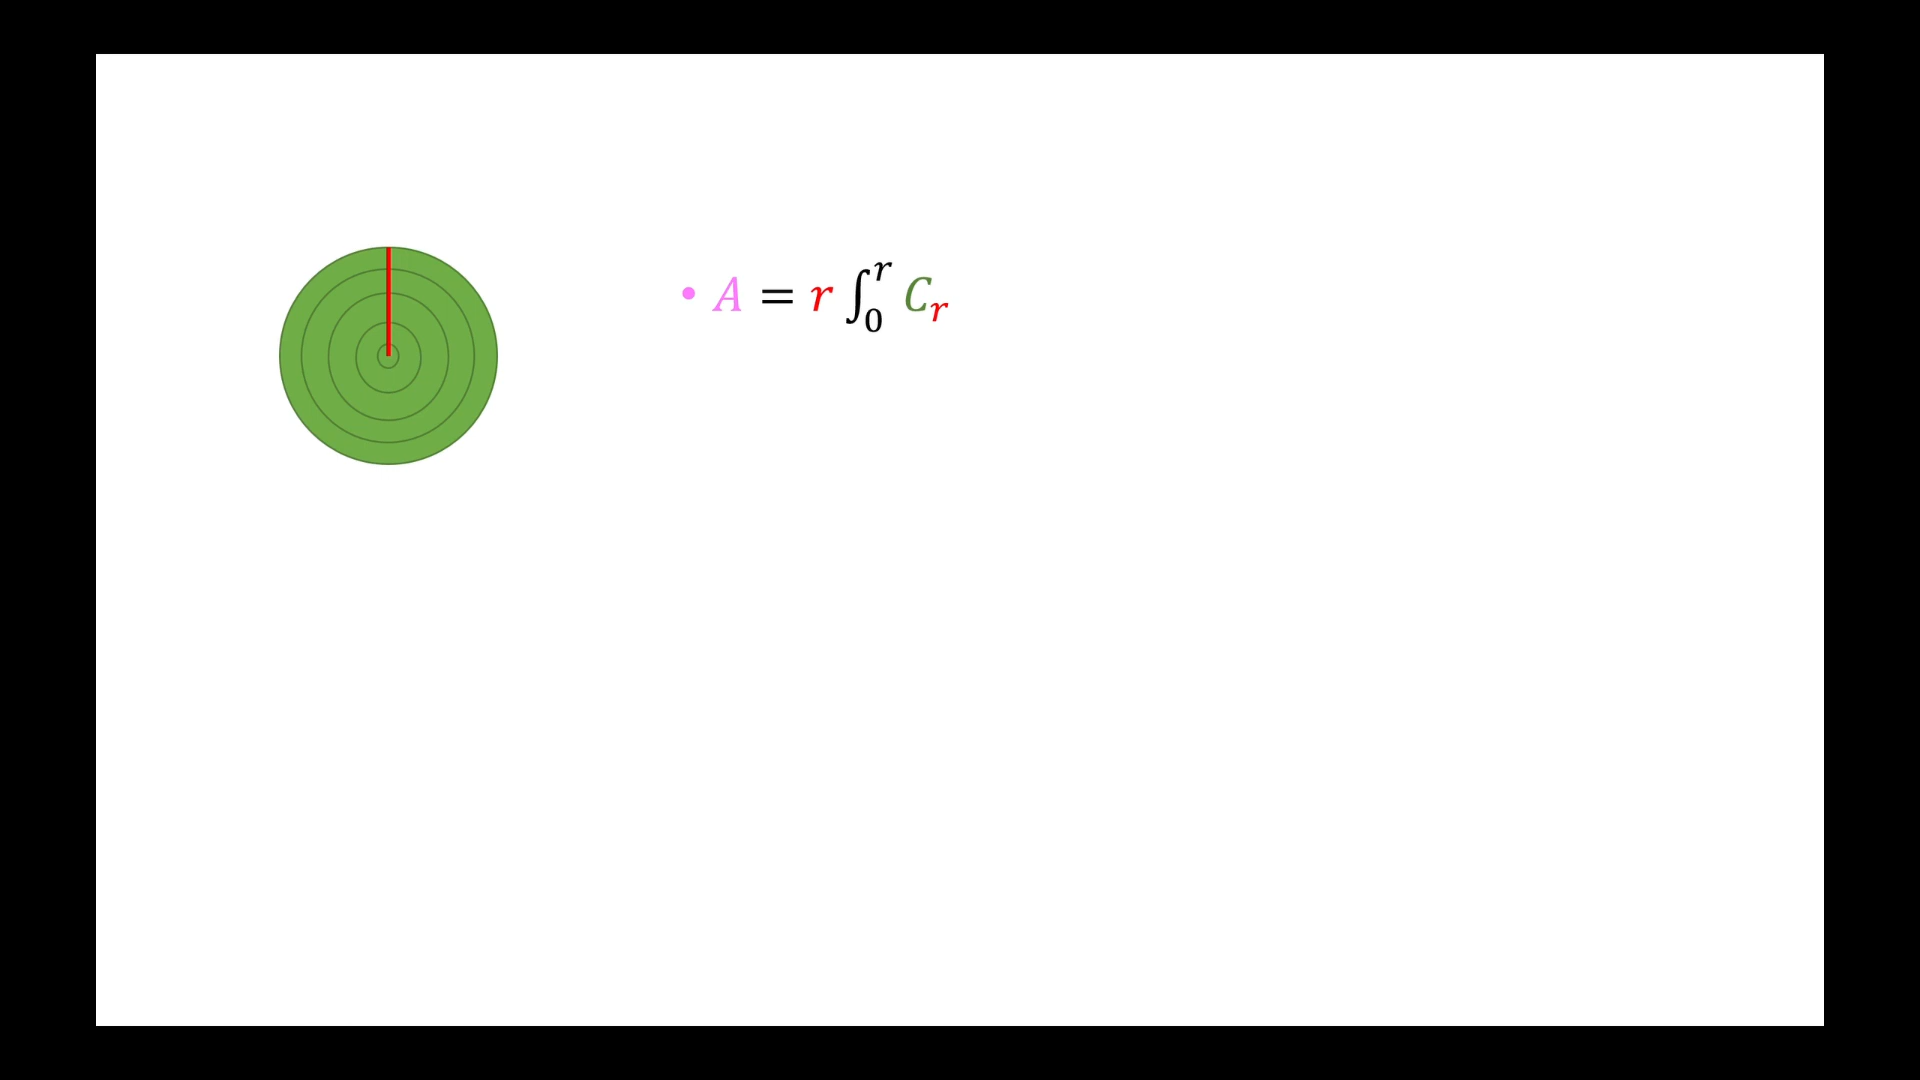 • A = r ∫₀ʳ Cᵣ